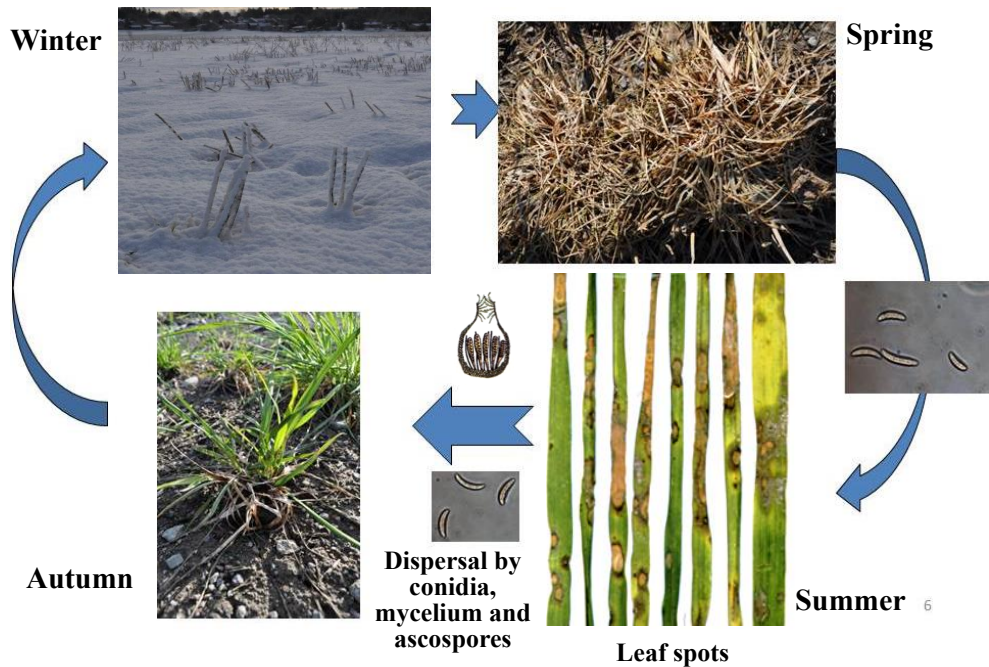 Winter
Spring
Autumn
Dispersal by
conidia,
mycelium and
ascospores
Leaf spots
Summer
6